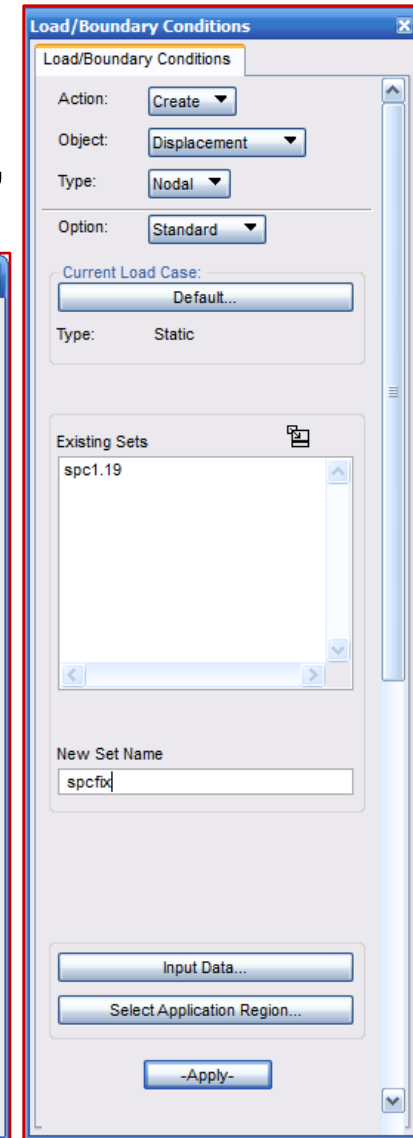 Load/Boundary Conditions
Load/Boundary Conditions
Action: Create
Object: Displacement
Type: Nodal
Option: Standard
Current Load Case:
Default...
Type: Static
Existing Sets
spc1.19
New Set Name
spcfix
Input Data...
Select Application Region...
-Apply-